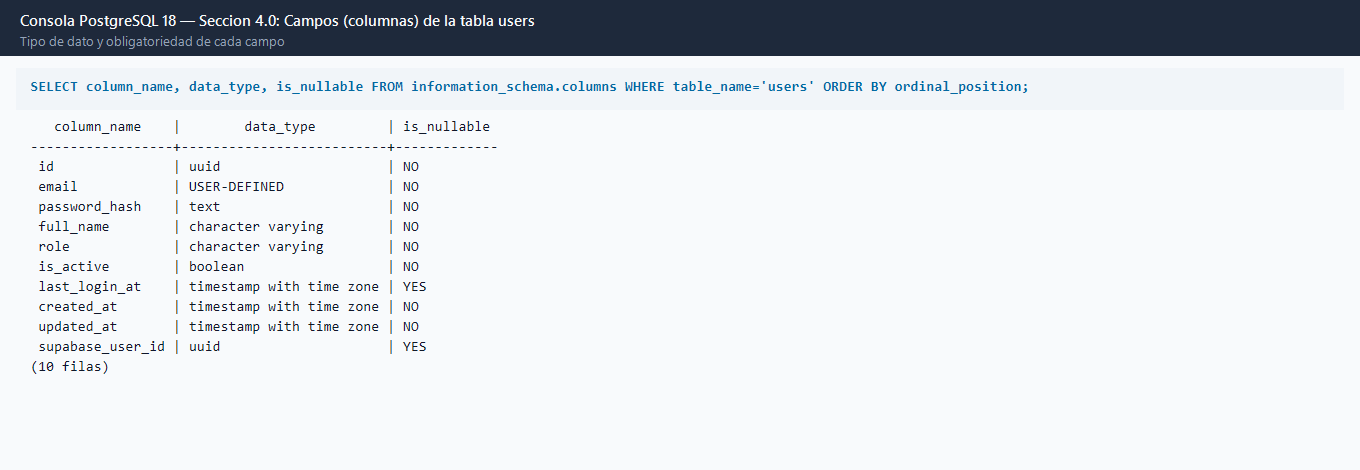 Consola PostgreSQL 18 — Seccion 4.0: Campos (columnas) de la tabla users
Tipo de dato y obligatoriedad de cada campo
SELECT column_name, data_type, is_nullable FROM information_schema.columns WHERE table_name='users' ORDER BY ordinal_position;
   column_name    |        data_type         | is_nullable
------------------+--------------------------+-------------
 id               | uuid                     | NO
 email            | USER-DEFINED             | NO
 password_hash    | text                     | NO
 full_name        | character varying        | NO
 role             | character varying        | NO
 is_active        | boolean                  | NO
 last_login_at    | timestamp with time zone | YES
 created_at       | timestamp with time zone | NO
 updated_at       | timestamp with time zone | NO
 supabase_user_id | uuid                     | YES
(10 filas)